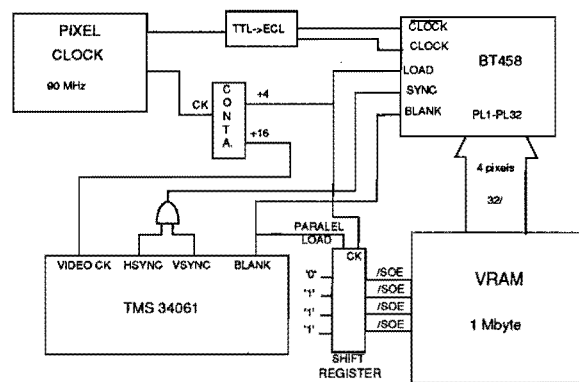 PIXEL
CLOCK
90 MHz
TTL->ECL
CLOCK
CLOCK
LOAD
SYNC
BLANK
BT458
PL1-PL32
CK
CONTA.
+4
+16
4 pixels
32/
PARALEL
LOAD
VIDEO CK
HSYNC
VSYNC
BLANK
TMS 34061
CK
'0'
'1'
'1'
'1'
/SOE
/SOE
/SOE
/SOE
SHIFT
REGISTER
VRAM
1 Mbyte